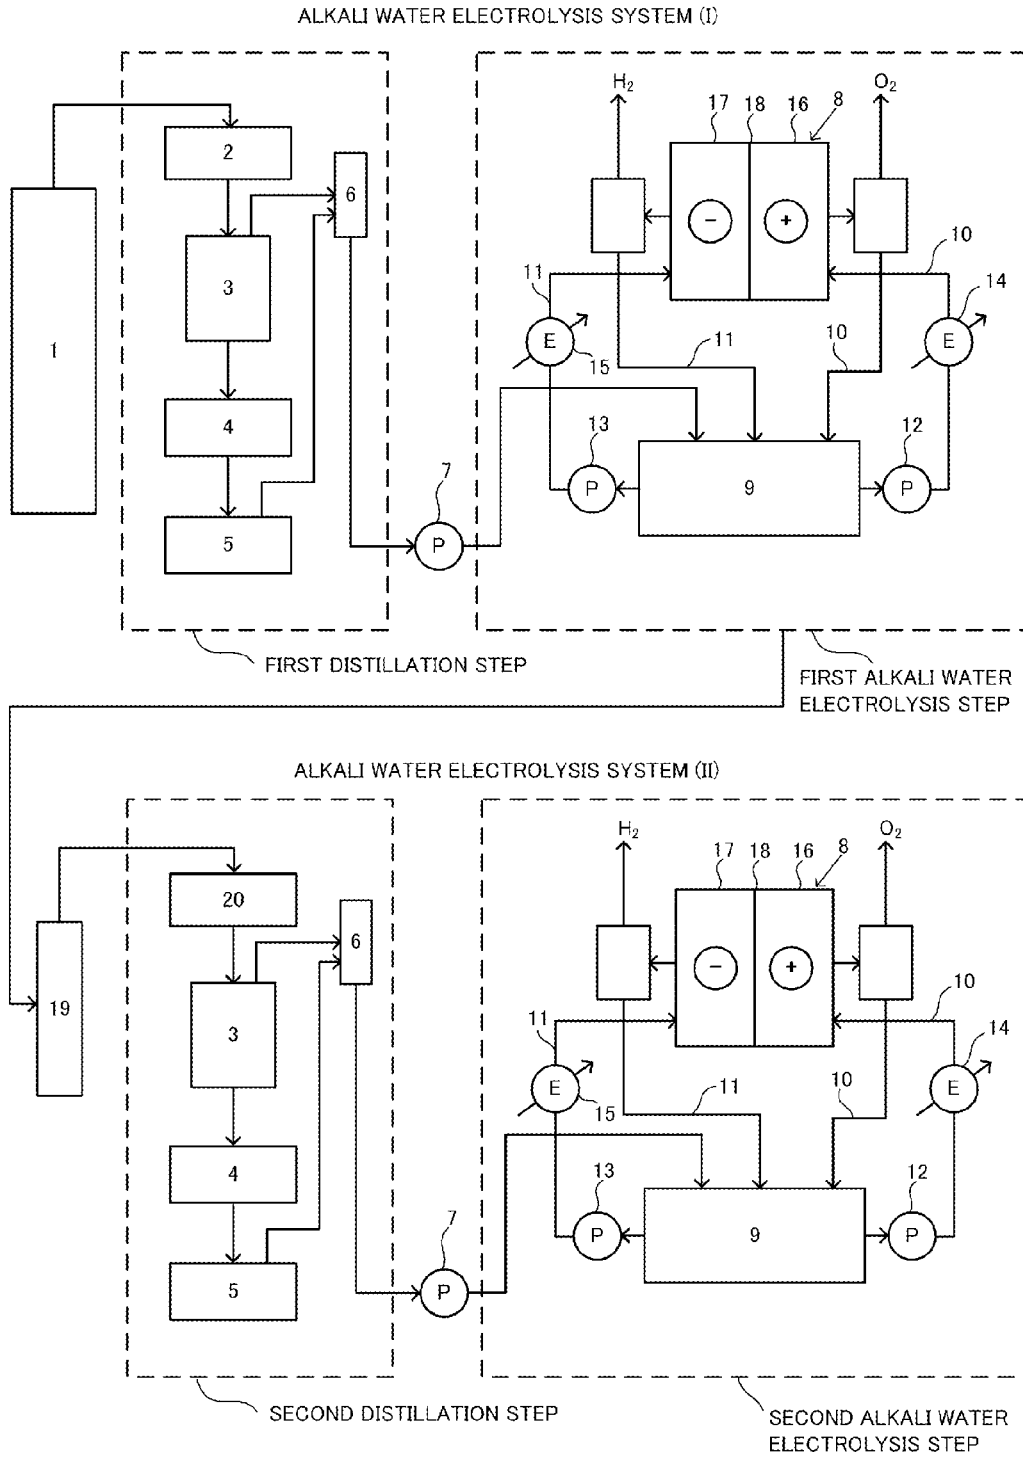 ALKALI WATER ELECTROLYSIS SYSTEM (I)
H2
O2
17
18
16
8
2
6
10
3
11
14
E
E
1
15
11
10
4
13
12
7
P
9
P
5
P
FIRST DISTILLATION STEP
FIRST ALKALI WATER
ELECTROLYSIS STEP
ALKALI WATER ELECTROLYSIS SYSTEM (II)
H2
O2
17
18
16
8
20
6
−
+
19
3
11
10
14
E
E
15
11
10
4
13
12
7
P
9
P
5
P
SECOND DISTILLATION STEP
SECOND ALKALI WATER
ELECTROLYSIS STEP